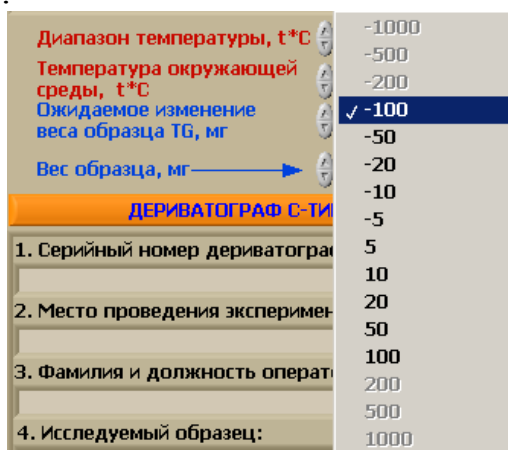 Диапазон температуры, t*C
Температура окружающей
среды, t*C
Ожидаемое изменение
веса образца TG, мг
Вес образца, мг
ДЕРИВАТОГРАФ С-ТИ
1. Серийный номер дериватогра
2. Место проведения эксперимен
3. Фамилия и должность операт
4. Исследуемый образец:
-1000
-500
-200
✓ -100
-50
-20
-10
-5
5
10
20
50
100
200
500
1000